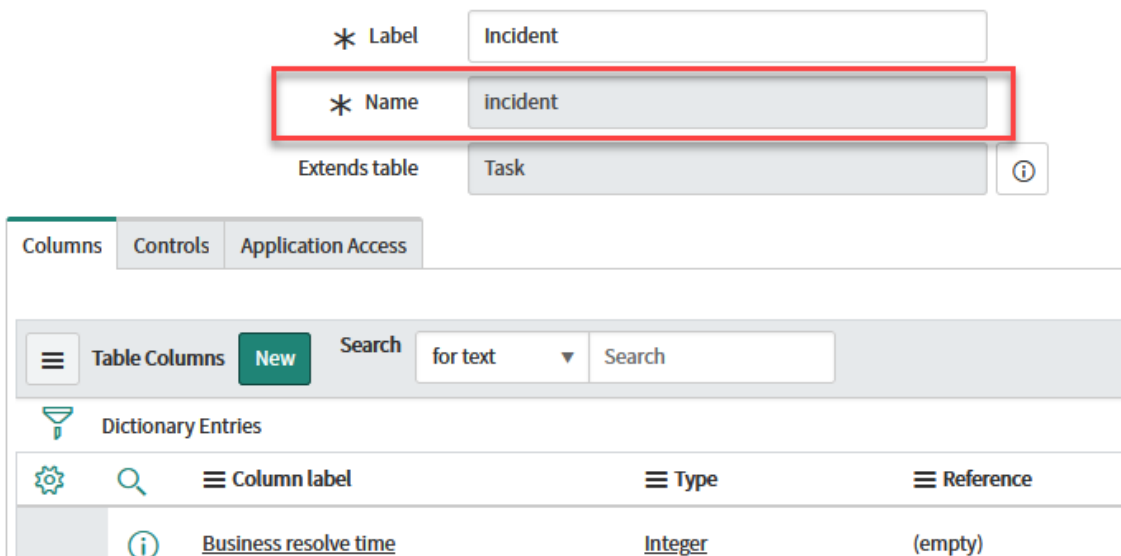 Label Incident
Name incident
Extends table Task
Columns Controls Application Access
Table Columns New Search for text Search
Dictionary Entries
Column label Type Reference
Business resolve time Integer (empty)